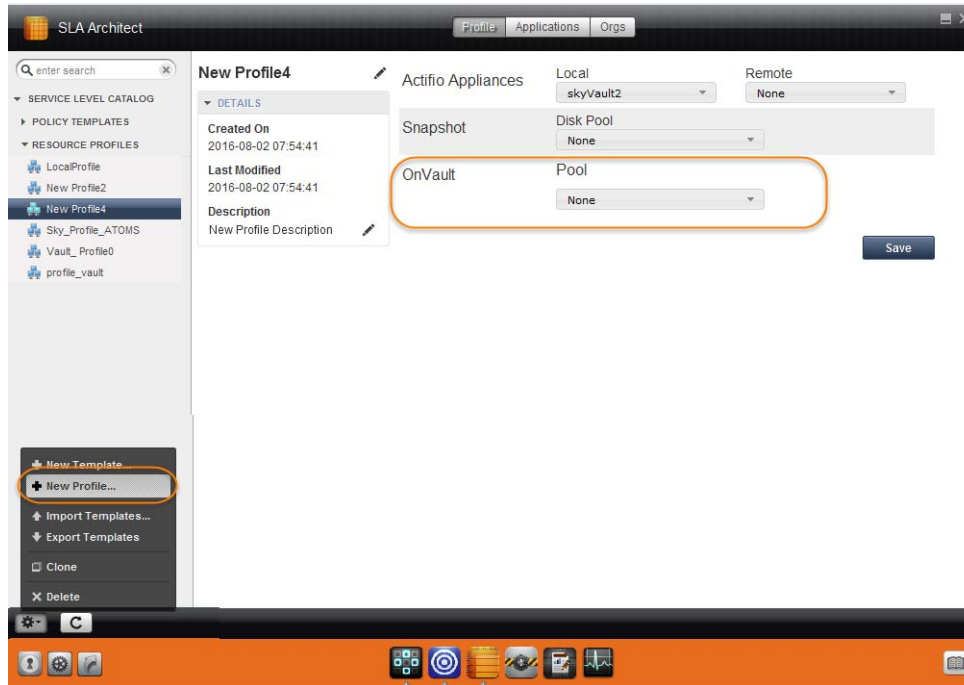 SLA Architect
Profile Applications Orgs
enter search
SERVICE LEVEL CATALOG
POLICY TEMPLATES
RESOURCE PROFILES
LocalProfile
New Profile2
New Profile4
Sky_Profile_ATOMS
Vault_ Profile0
profile_vault
New Profile4
DETAILS
Created On
2016-08-02 07:54:41
Last Modified
2016-08-02 07:54:41
Description
New Profile Description
Actifio Appliances
Local
skyVault2
Remote
None
Snapshot
Disk Pool
None
OnVault
Pool
None
Save
New Template...
New Profile...
Import Templates...
Export Templates
Clone
Delete